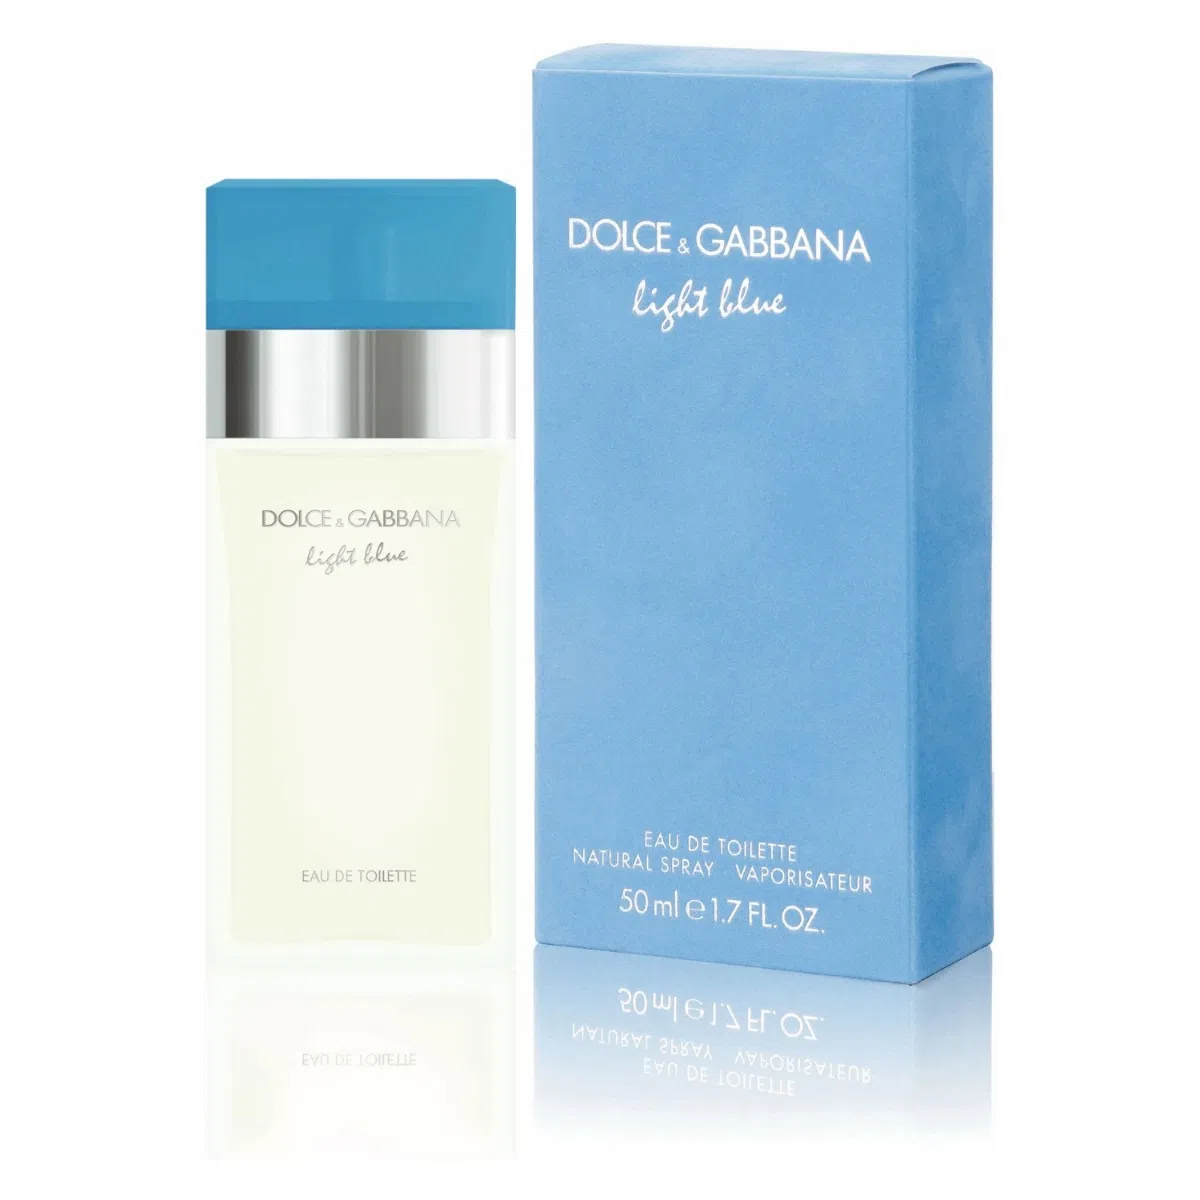 DOLCE & GABBANA
light blue
EAU DE TOILETTE
DOLCE & GABBANA
light blue
EAU DE TOILETTE
NATURAL SPRAY · VAPORISATEUR
50 ml e 1.7 FL. OZ.